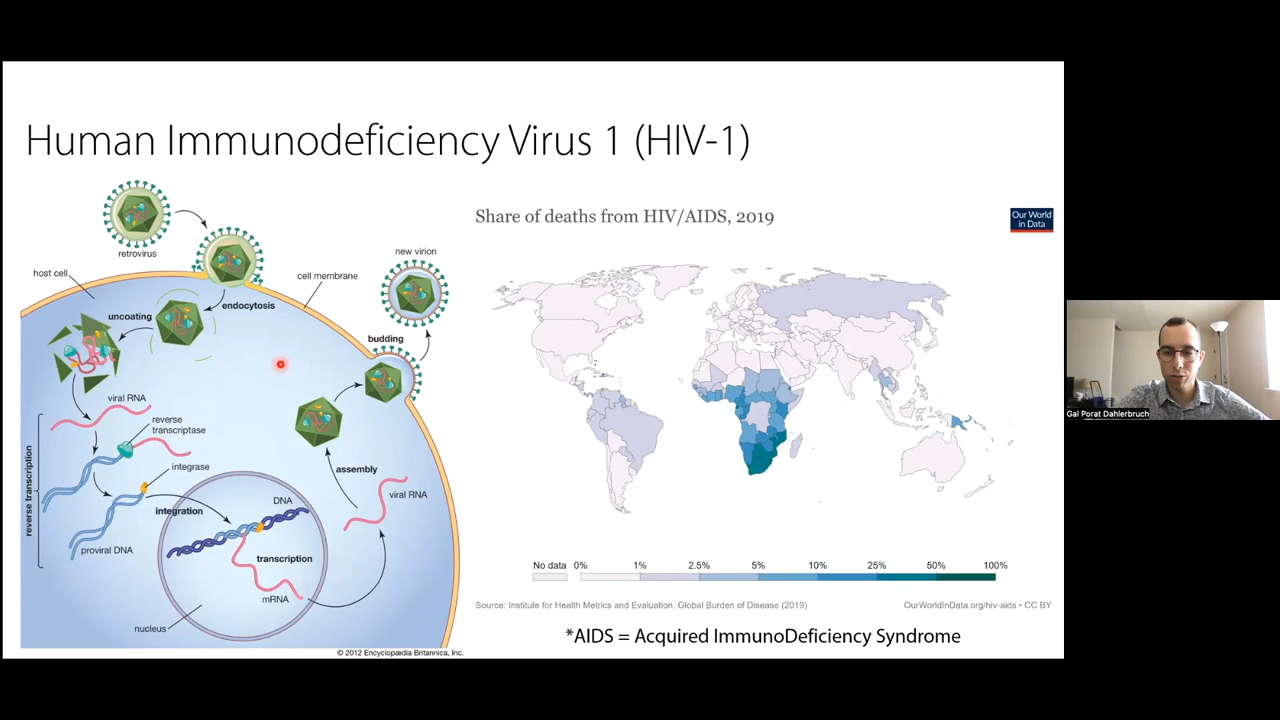 Human Immunodeficiency Virus 1 (HIV-1)
retrovirus
host cell
cell membrane
new virion
endocytosis
uncoating
budding
viral RNA
reverse
transcriptase
integrase
reverse transcription
integration
proviral DNA
DNA
transcription
mRNA
nucleus
assembly
viral RNA
© 2012 Encyclopædia Britannica, Inc.
Share of deaths from HIV/AIDS, 2019
Our World
in Data
No data 0% 1% 2.5% 5% 10% 25% 50% 100%
Source: Institute for Health Metrics and Evaluation, Global Burden of Disease (2019)
OurWorldInData.org/hiv-aids • CC BY
*AIDS = Acquired ImmunoDeficiency Syndrome
Gal Porat Dahlerbruch